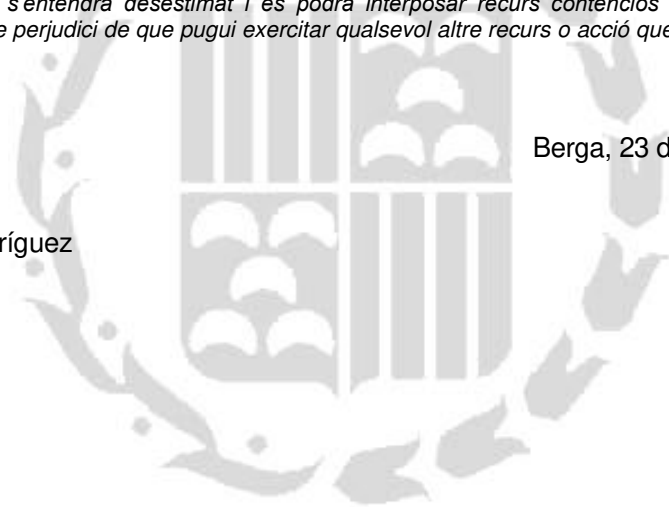 s'entendrà desestimat i es podrà interposar recurs contenciós
e perjudici de que pugui exercitar qualsevol altre recurs o acció que
Berga, 23 d
ríguez